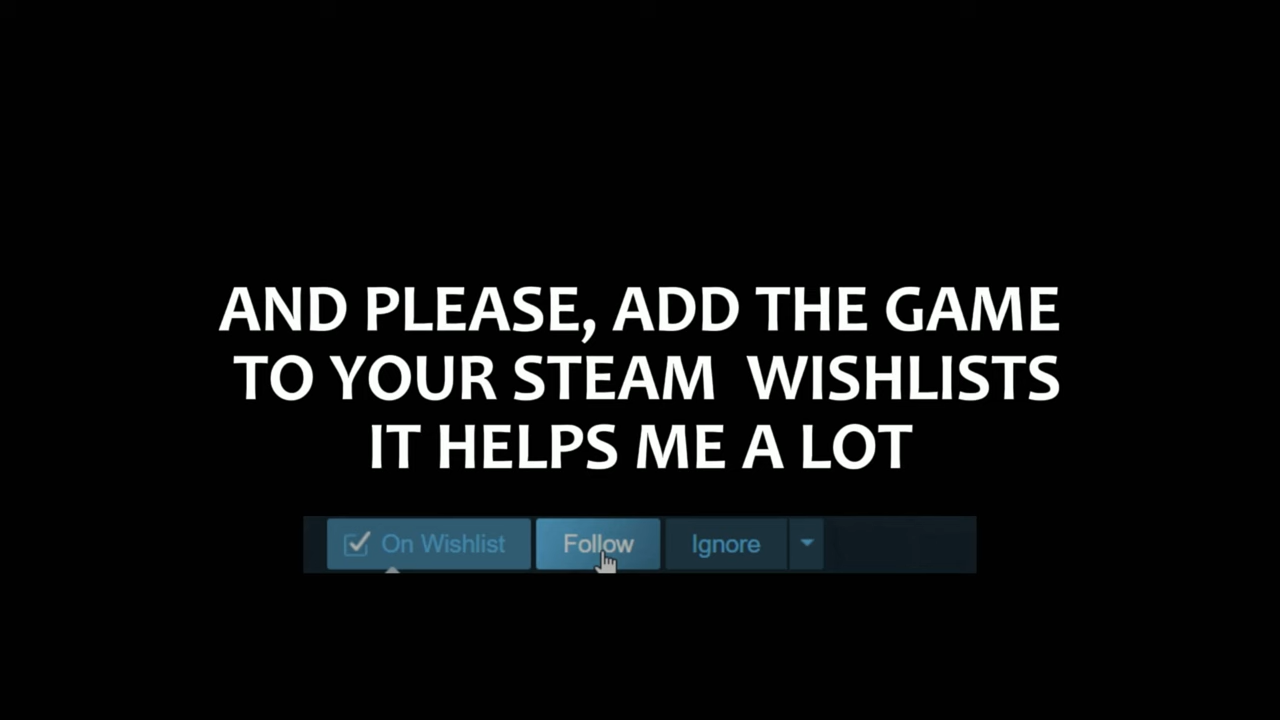 AND PLEASE, ADD THE GAME
TO YOUR STEAM  WISHLISTS
IT HELPS ME A LOT
On Wishlist Follow Ignore